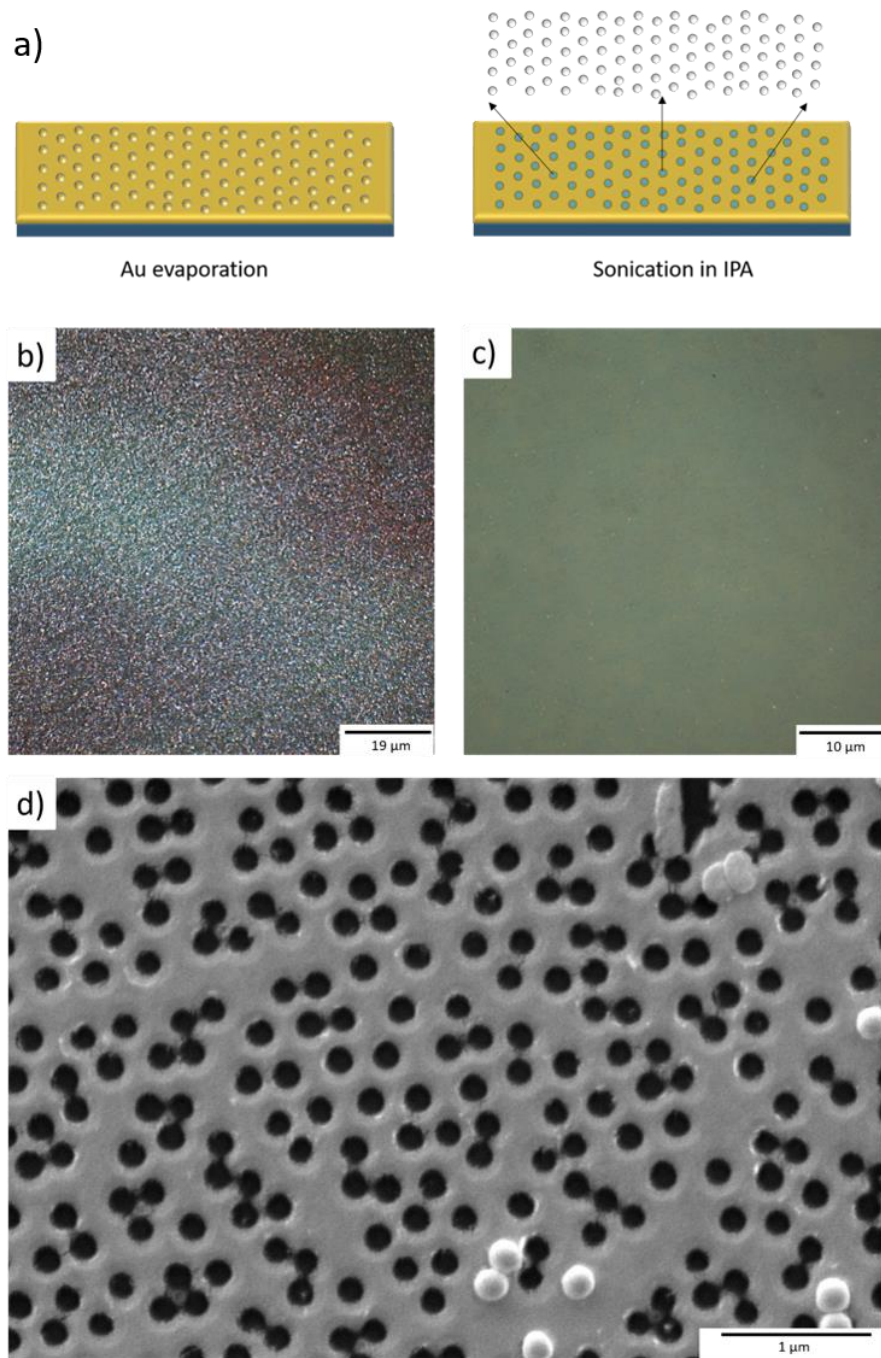 a)
Au evaporation
Sonication in IPA
b)
19 µm
c)
10 µm
d)
1 µm